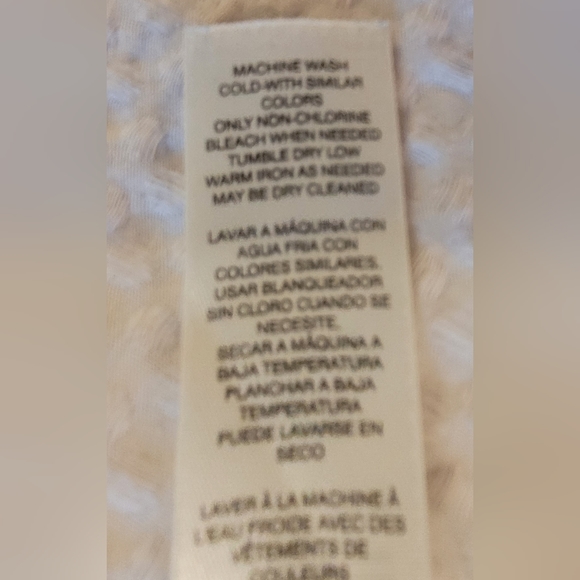 MACHINE WASH
COLD-WITH SIMILAR
COLORS
ONLY NON-CHLORINE
BLEACH WHEN NEEDED
TUMBLE DRY LOW
WARM IRON AS NEEDED
MAY BE DRY CLEANED
LAVAR A MÁQUINA CON
AGUA FRIA CON
COLORES SIMILARES.
USAR BLANQUEADOR
SIN CLORO CUANDO SE
NECESITE.
SECAR A MÁQUINA A
BAJA TEMPERATURA
PLANCHAR A BAJA
TEMPERATURA
PUEDE LAVARSE EN
SECO
LAVER À LA MACHINE À
L'EAU FROIDE AVEC DES
VÊTEMENTS DE
COULEURS